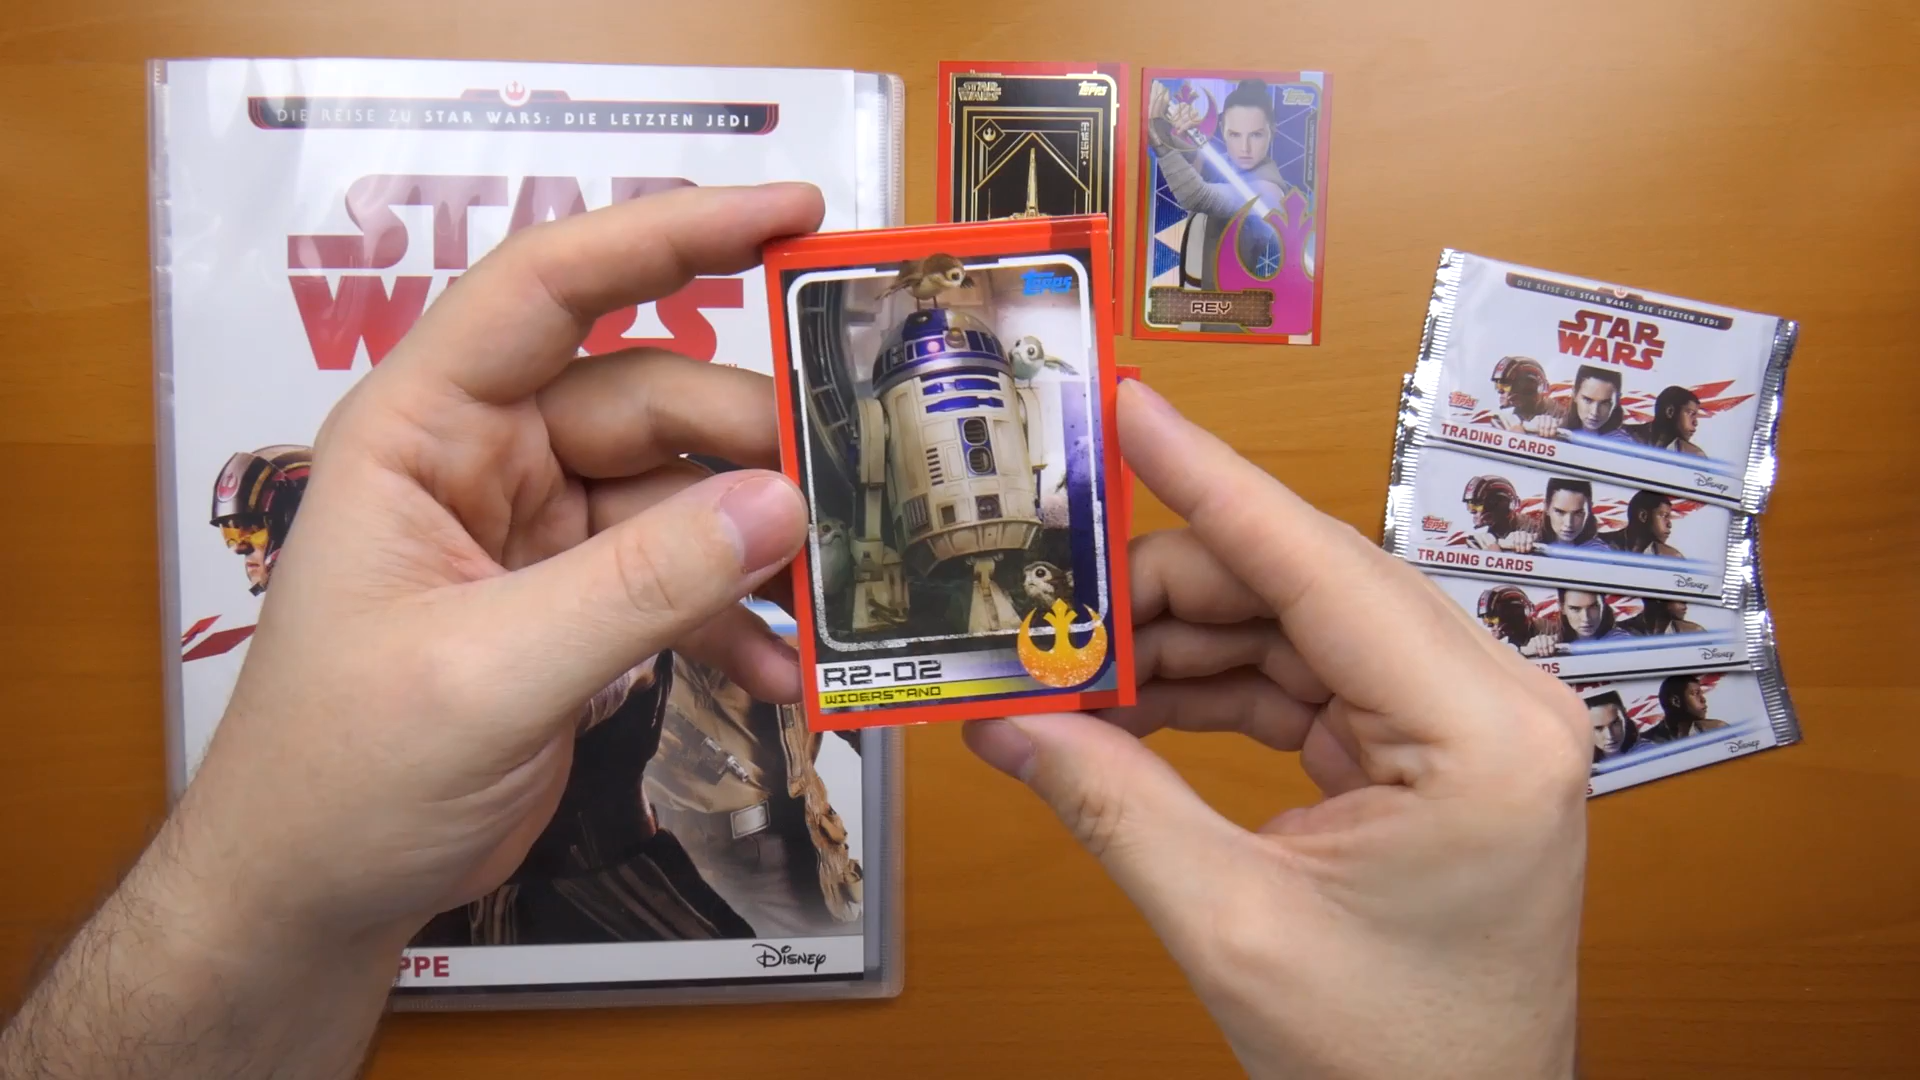 DIE REISE ZU STAR WARS: DIE LETZTEN JEDI
STAR
WARS
PPE
Disney
STAR
WARS
Topps
Topps
REY
Topps
R2-D2
WIDERSTAND
DIE REISE ZU STAR WARS: DIE LETZTEN JEDI
STAR
WARS
Topps
TRADING CARDS
Disney
Topps
TRADING CARDS
Disney
DS
Disney
S
Disney